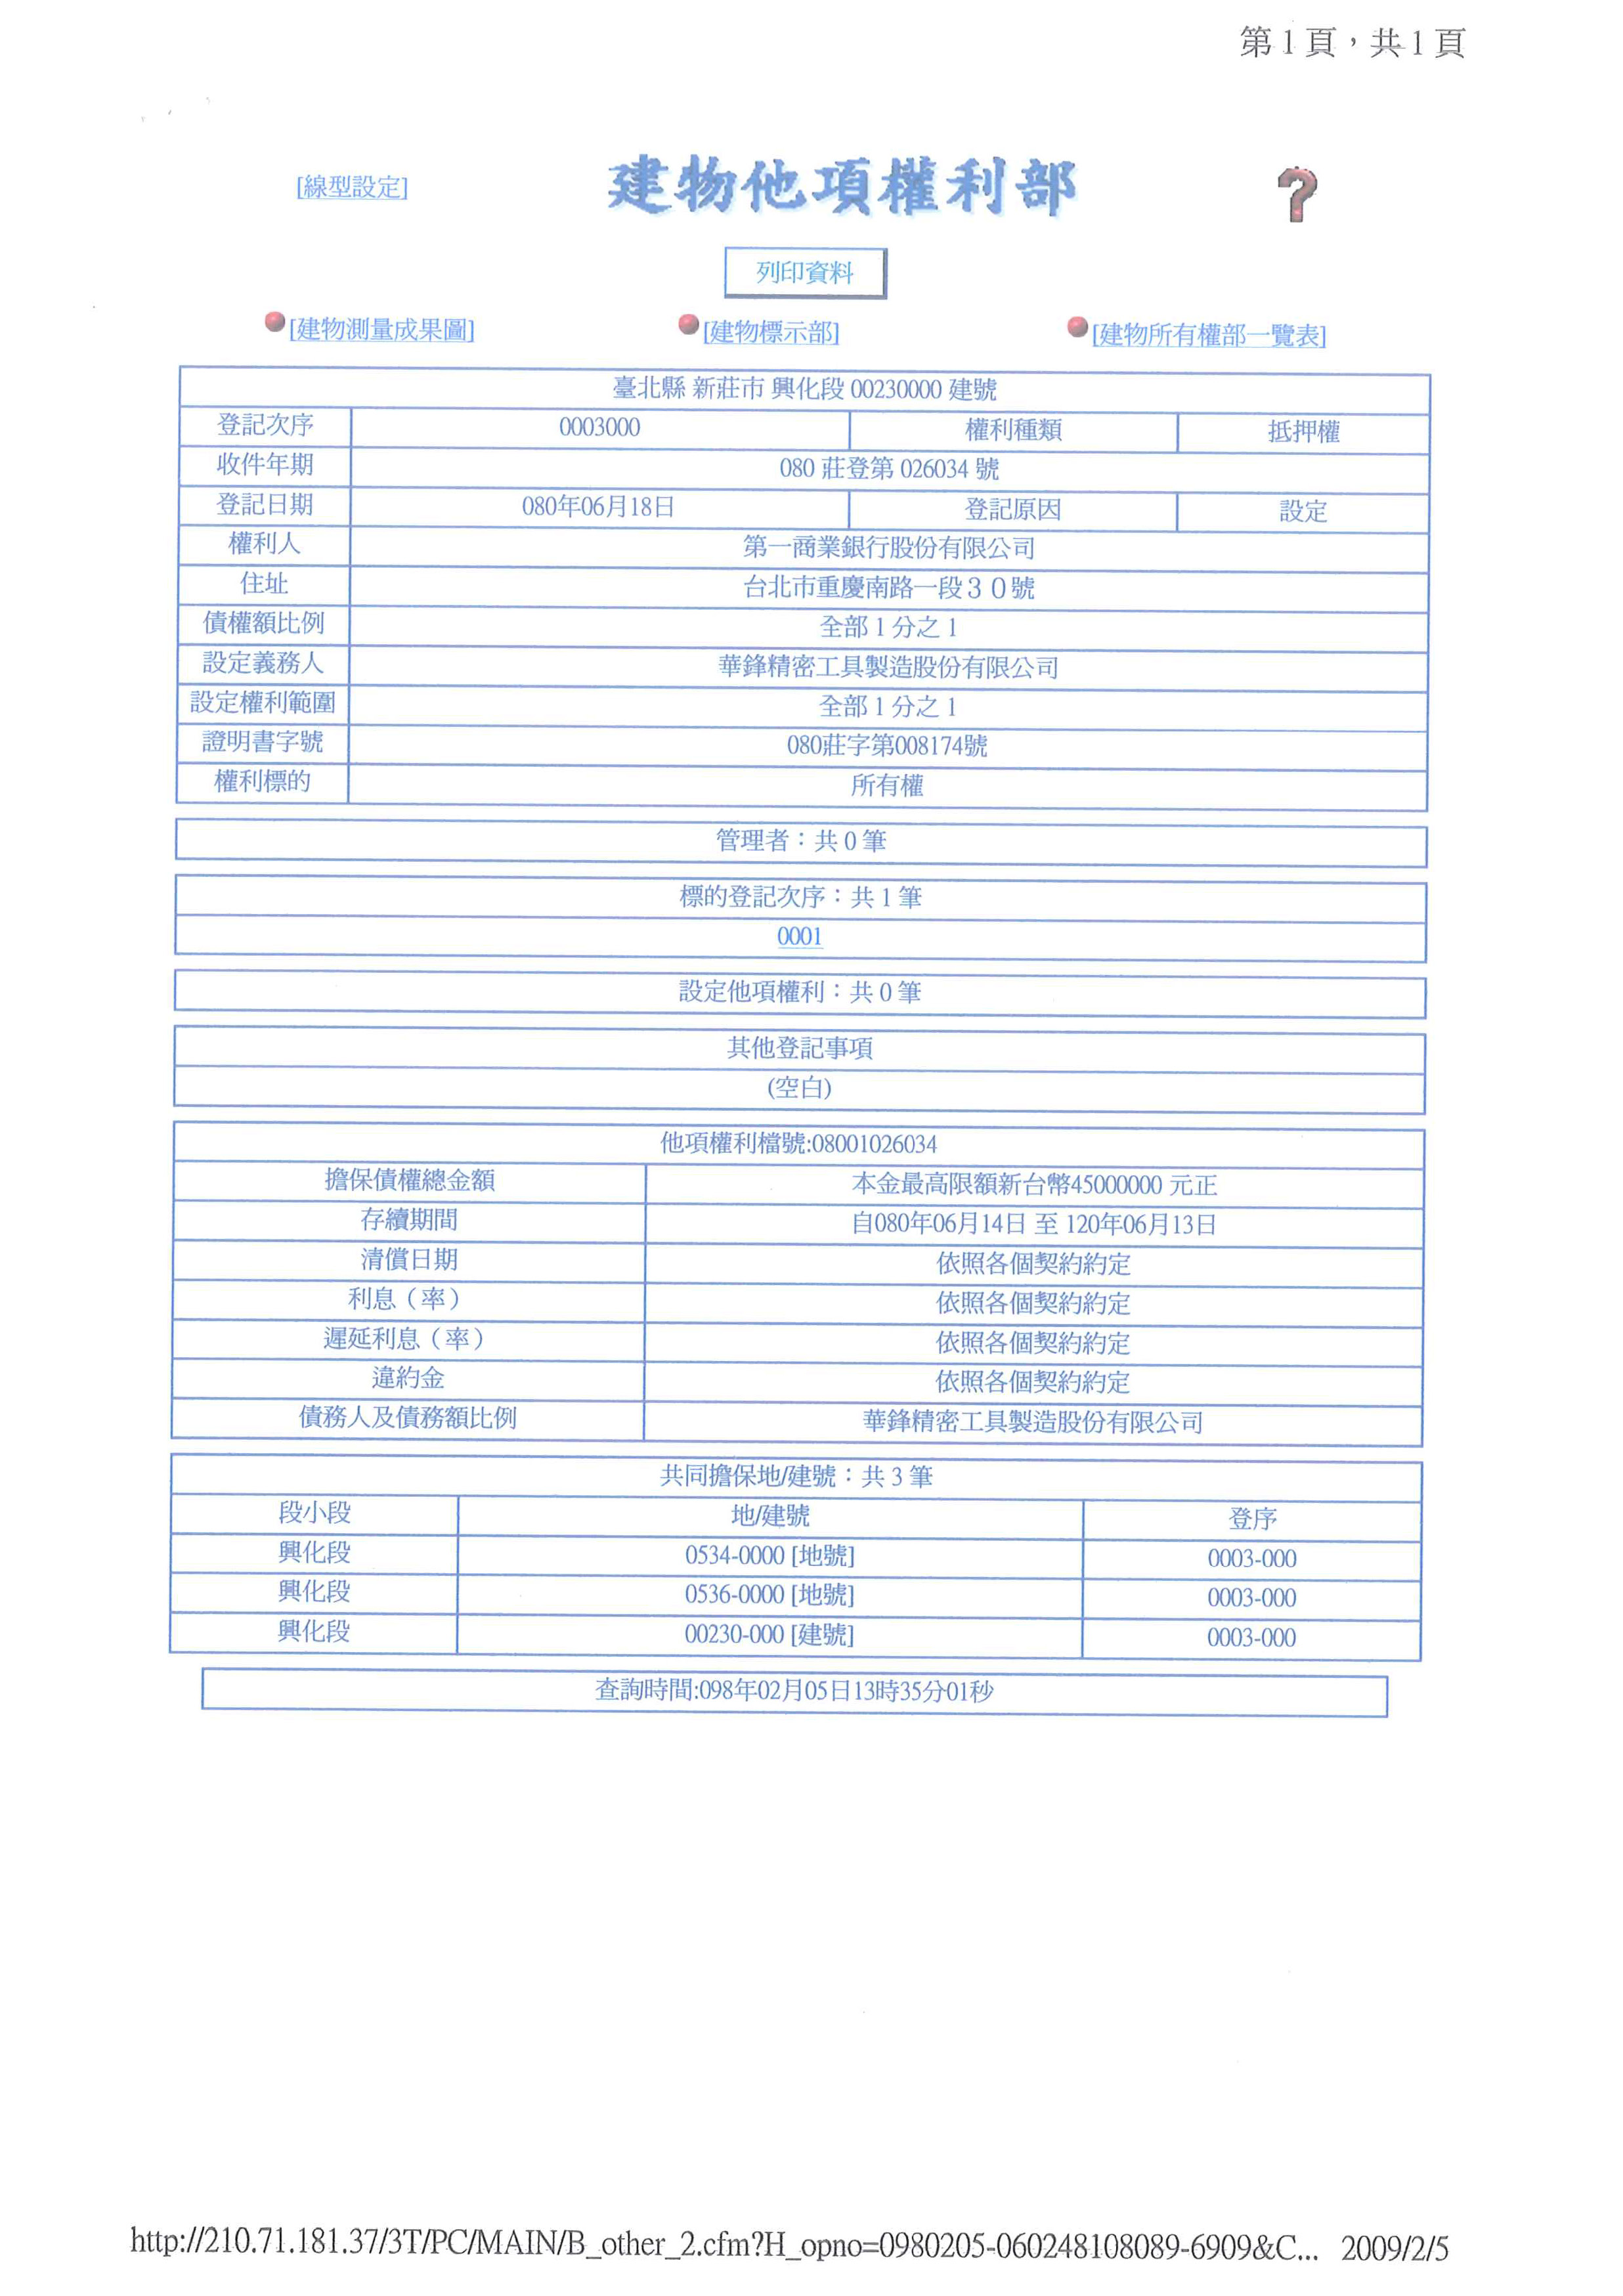 第1頁，共1頁
[線型設定]
建物他項權利部
列印資料
[建物測量成果圖] [建物標示部] [建物所有權部一覽表]
臺北縣 新莊市 興化段 00230000 建號
登記次序 0003000 權利種類 抵押權
收件年期 080 莊登第 026034 號
登記日期 080年06月18日 登記原因 設定
權利人 第一商業銀行股份有限公司
住址 台北市重慶南路一段３０號
債權額比例 全部 1 分之 1
設定義務人 華鋒精密工具製造股份有限公司
設定權利範圍 全部 1 分之 1
證明書字號 080莊字第008174號
權利標的 所有權
管理者：共 0 筆
標的登記次序：共 1 筆
0001
設定他項權利：共 0 筆
其他登記事項
(空白)
他項權利檔號:08001026034
擔保債權總金額 本金最高限額新台幣45000000 元正
存續期間 自080年06月14日 至 120年06月13日
清償日期 依照各個契約約定
利息（率） 依照各個契約約定
遲延利息（率） 依照各個契約約定
違約金 依照各個契約約定
債務人及債務額比例 華鋒精密工具製造股份有限公司
共同擔保地/建號：共 3 筆
段小段 地/建號 登序
興化段 0534-0000 [地號] 0003-000
興化段 0536-0000 [地號] 0003-000
興化段 00230-000 [建號] 0003-000
查詢時間:098年02月05日13時35分01秒
http://210.71.181.37/3T/PC/MAIN/B_other_2.cfm?H_opno=0980205-060248108089-6909&C... 2009/2/5